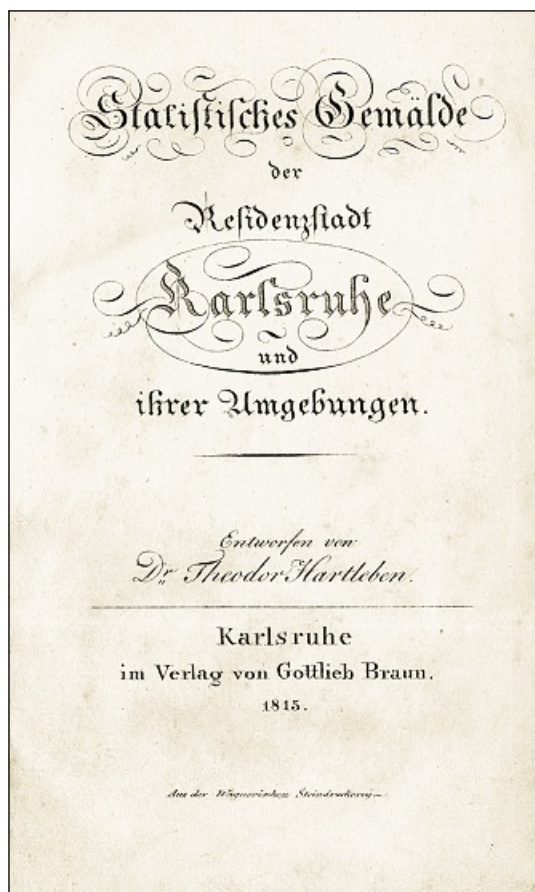 Statistisches Gemälde
der
Residenzstadt
Karlsruhe
und
ihrer Umgebungen.
Entworfen von
Dr. Theodor Hartleben.
Karlsruhe
im Verlag von Gottlieb Braun.
1815.
Aus der Wagnerischen Steindruckerey